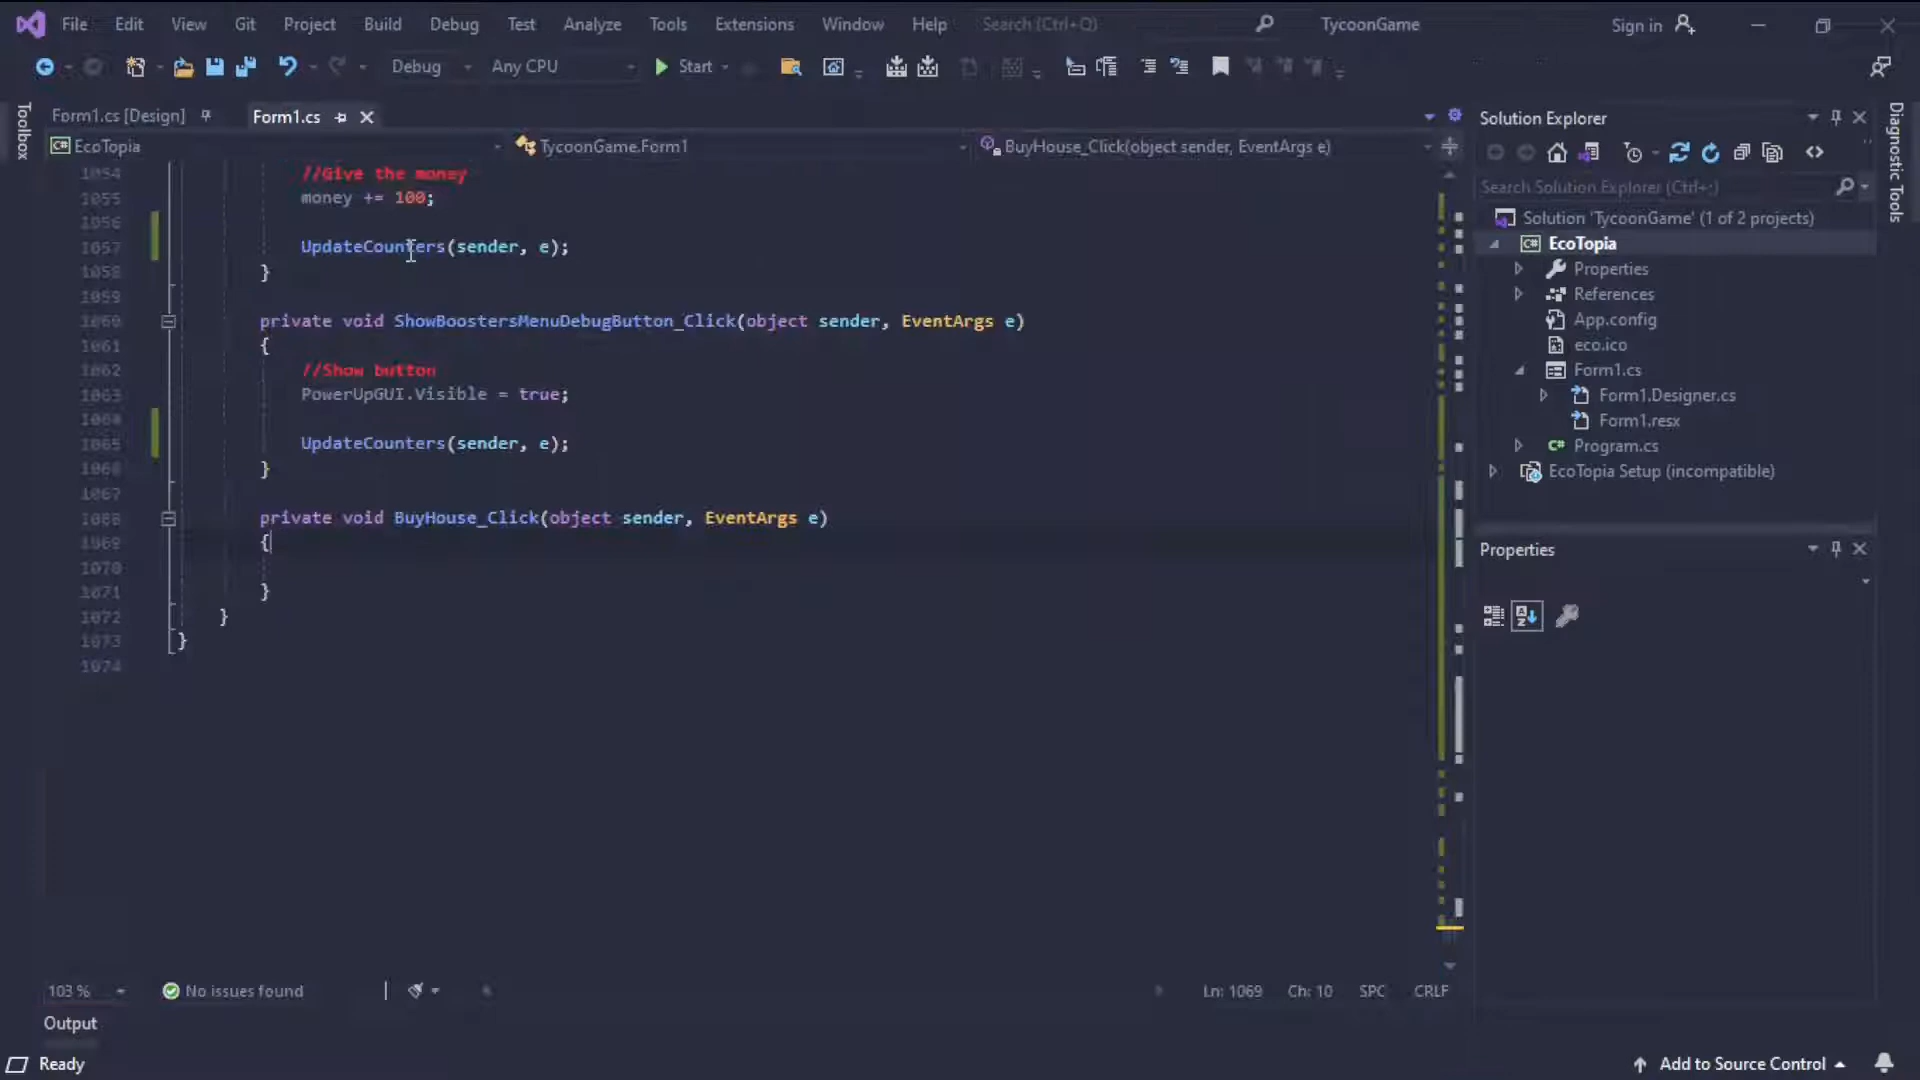 File Edit View Git Project Build Debug Test Analyze Tools Extensions Window Help Search (Ctrl+Q) TycoonGame Sign in
Debug Any CPU Start
Form1.cs [Design] Form1.cs
EcoTopia TycoonGame.Form1 BuyHouse_Click(object sender, EventArgs e)
1054 //Give the money
1055 money += 100;
1056
1057 UpdateCounters(sender, e);
1058 }
1059
1060 private void ShowBoostersMenuDebugButton_Click(object sender, EventArgs e)
1061 {
1062 //Show button
1063 PowerUpGUI.Visible = true;
1064
1065 UpdateCounters(sender, e);
1066 }
1067
1068 private void BuyHouse_Click(object sender, EventArgs e)
1069 {
1070
1071 }
1072 }
1073 }
1074
103 % No issues found Ln: 1069 Ch: 10 SPC CRLF
Output
Ready Add to Source Control
Toolbox
Solution Explorer
Search Solution Explorer (Ctrl+;)
Solution 'TycoonGame' (1 of 2 projects)
EcoTopia
Properties
References
App.config
eco.ico
Form1.cs
Form1.Designer.cs
Form1.resx
Program.cs
EcoTopia Setup (incompatible)
Properties
Diagnostic Tools